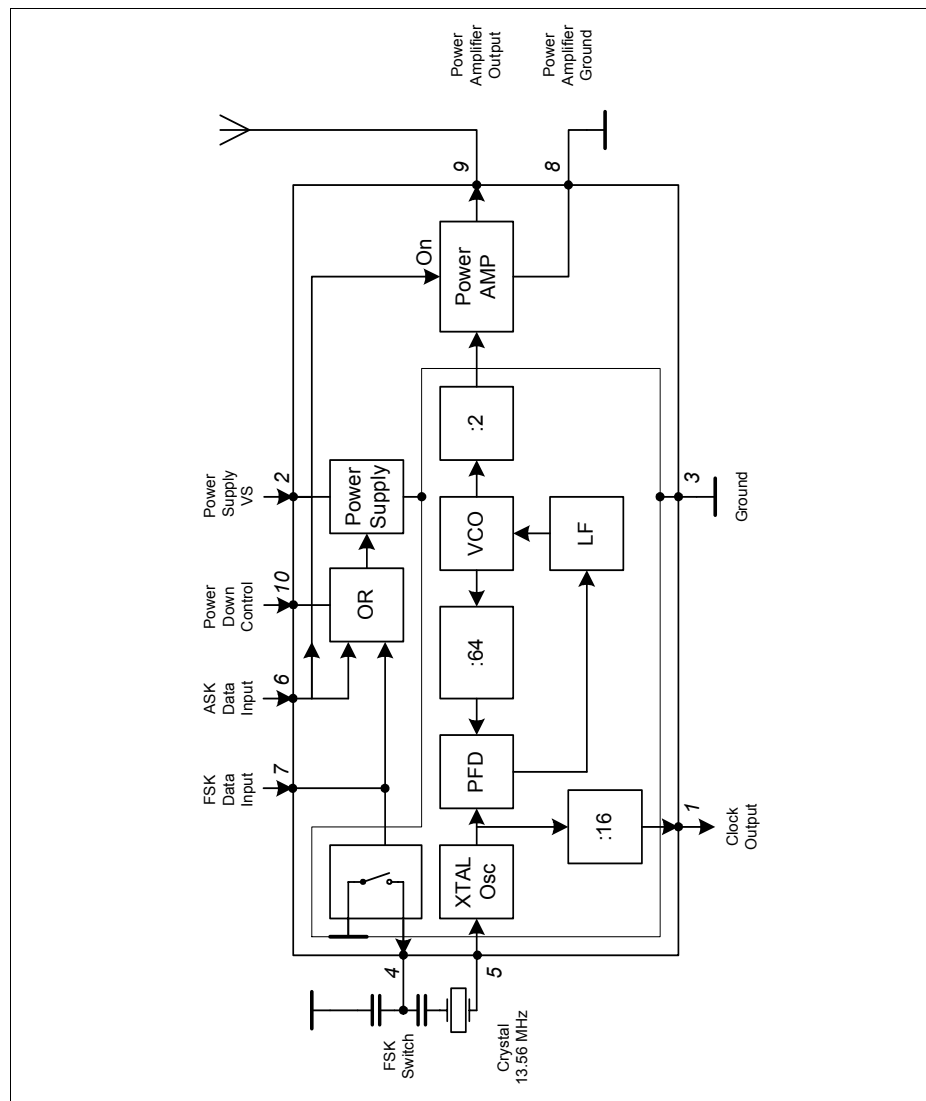 Power
Amplifier
Output
Power
Amplifier
Ground
9
8
On
Power
AMP
Power
Supply
VS
2
Power
Supply
:2
3
Ground
Power
Down
Control
10
OR
VCO
LF
ASK
Data
Input
6
:64
FSK
Data
Input
7
PFD
:16
1
Clock
Output
XTAL
Osc
4
5
FSK
Switch
Crystal
13.56 MHz